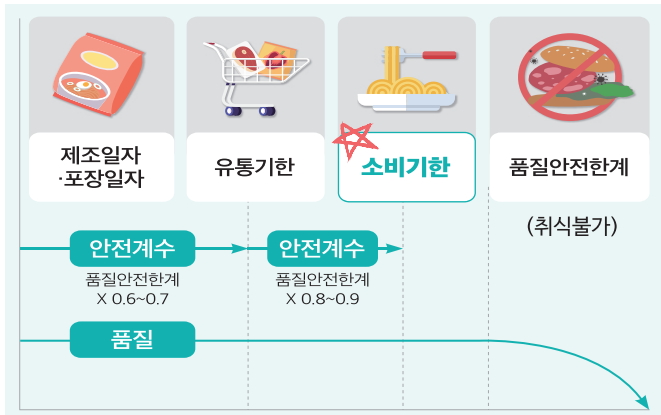 제조일자
·포장일자
유통기한
소비기한
품질안전한계
(취식불가)
안전계수
품질안전한계
X 0.6~0.7
안전계수
품질안전한계
X 0.8~0.9
품질